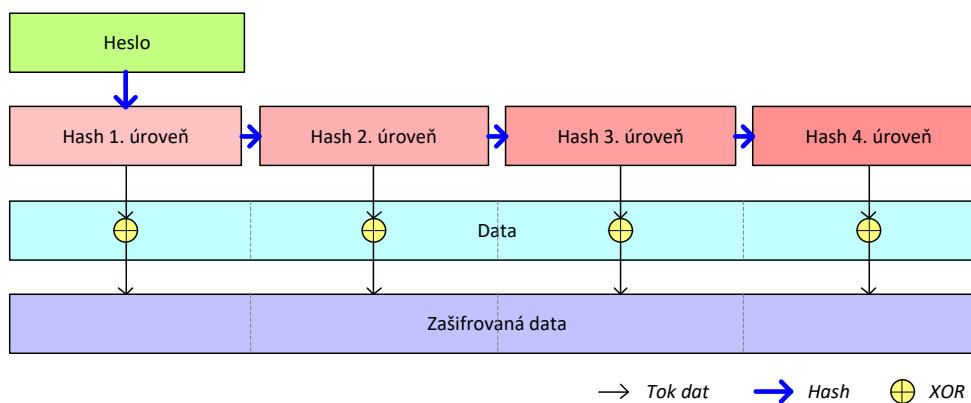 Heslo
Hash 1. úroveň
Hash 2. úroveň
Hash 3. úroveň
Hash 4. úroveň
Data
Zašifrovaná data
Tok dat
Hash
XOR